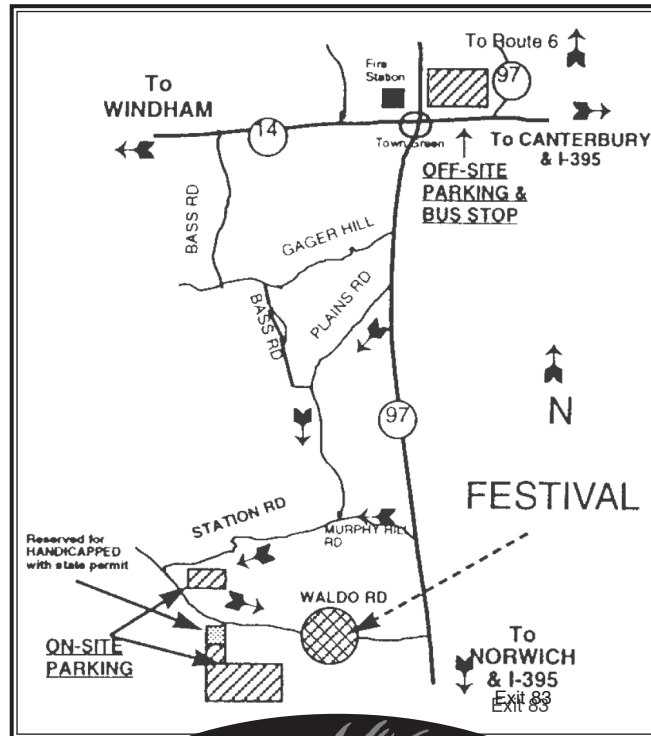 To Route 6
97
Fire
Station
To
WINDHAM
14
Town Green
To CANTERBURY
& I-395
OFF-SITE
PARKING &
BUS STOP
BASS RD
GAGER HILL
BASS RD
PLAINS RD
N
97
FESTIVAL
STATION RD
MURPHY HILL
RD
Reserved for
HANDICAPPED
with state permit
WALDO RD
ON-SITE
PARKING
To
NORWICH
& I-395
Exit 83
Exit 83